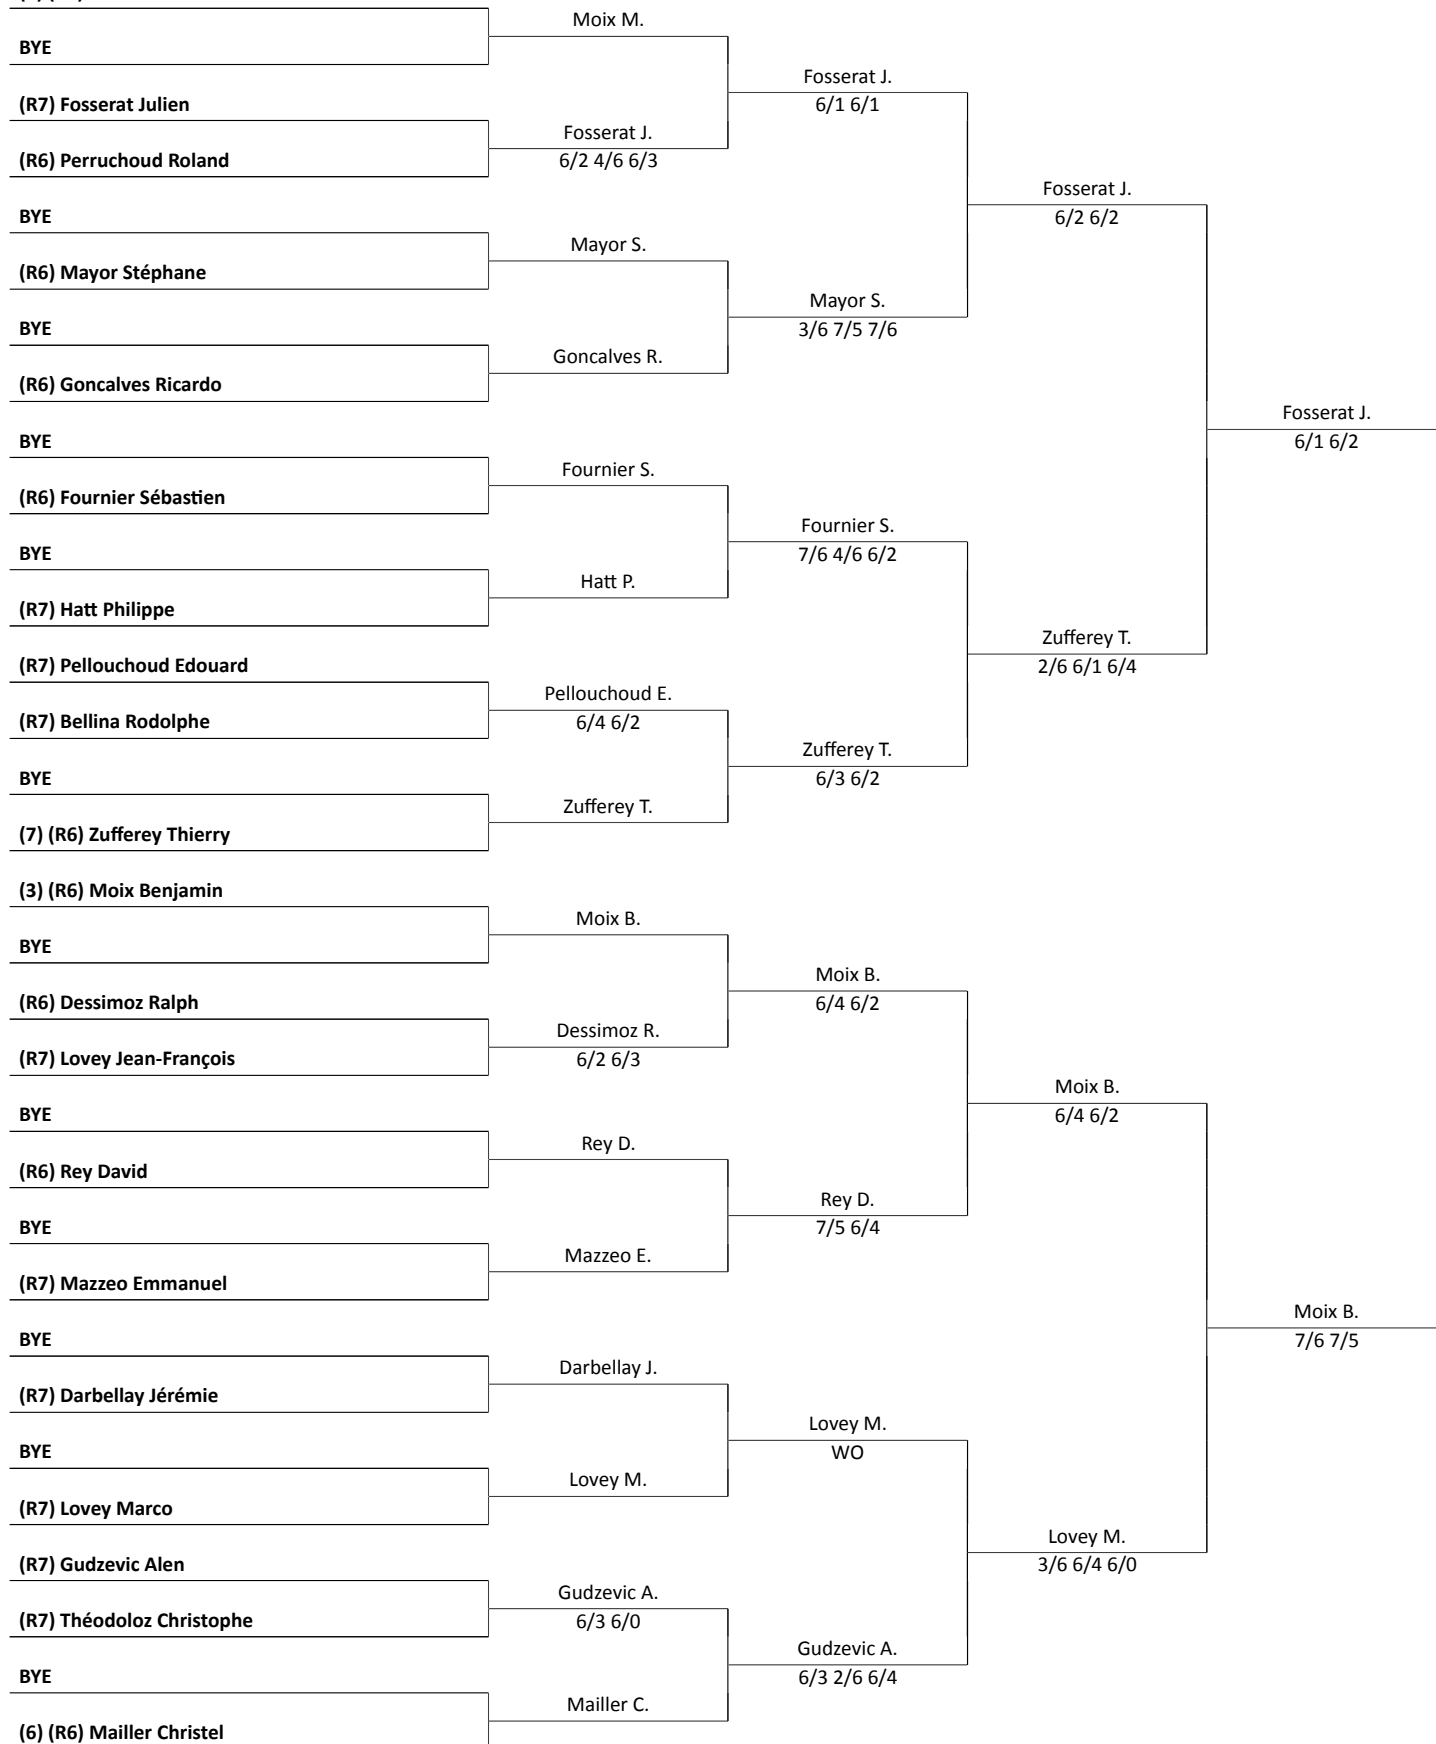 BYE
(R7) Fosserat Julien
(R6) Perruchoud Roland
BYE
(R6) Mayor Stéphane
BYE
(R6) Goncalves Ricardo
BYE
(R6) Fournier Sébastien
BYE
(R7) Hatt Philippe
(R7) Pellouchoud Edouard
(R7) Bellina Rodolphe
BYE
(7) (R6) Zufferey Thierry
(3) (R6) Moix Benjamin
BYE
(R6) Dessimoz Ralph
(R7) Lovey Jean-François
BYE
(R6) Rey David
BYE
(R7) Mazzeo Emmanuel
BYE
(R7) Darbellay Jérémie
BYE
(R7) Lovey Marco
(R7) Gudzevic Alen
(R7) Théodoloz Christophe
BYE
(6) (R6) Mailler Christel
Moix M.
Fosserat J.
6/2 4/6 6/3
Mayor S.
Goncalves R.
Fournier S.
Hatt P.
Pellouchoud E.
6/4 6/2
Zufferey T.
Moix B.
Dessimoz R.
6/2 6/3
Rey D.
Mazzeo E.
Darbellay J.
Lovey M.
Gudzevic A.
6/3 6/0
Mailler C.
Fosserat J.
6/1 6/1
Mayor S.
3/6 7/5 7/6
Fournier S.
7/6 4/6 6/2
Zufferey T.
6/3 6/2
Moix B.
6/4 6/2
Rey D.
7/5 6/4
Lovey M.
WO
Gudzevic A.
6/3 2/6 6/4
Fosserat J.
6/2 6/2
Zufferey T.
2/6 6/1 6/4
Moix B.
6/4 6/2
Lovey M.
3/6 6/4 6/0
Fosserat J.
6/1 6/2
Moix B.
7/6 7/5